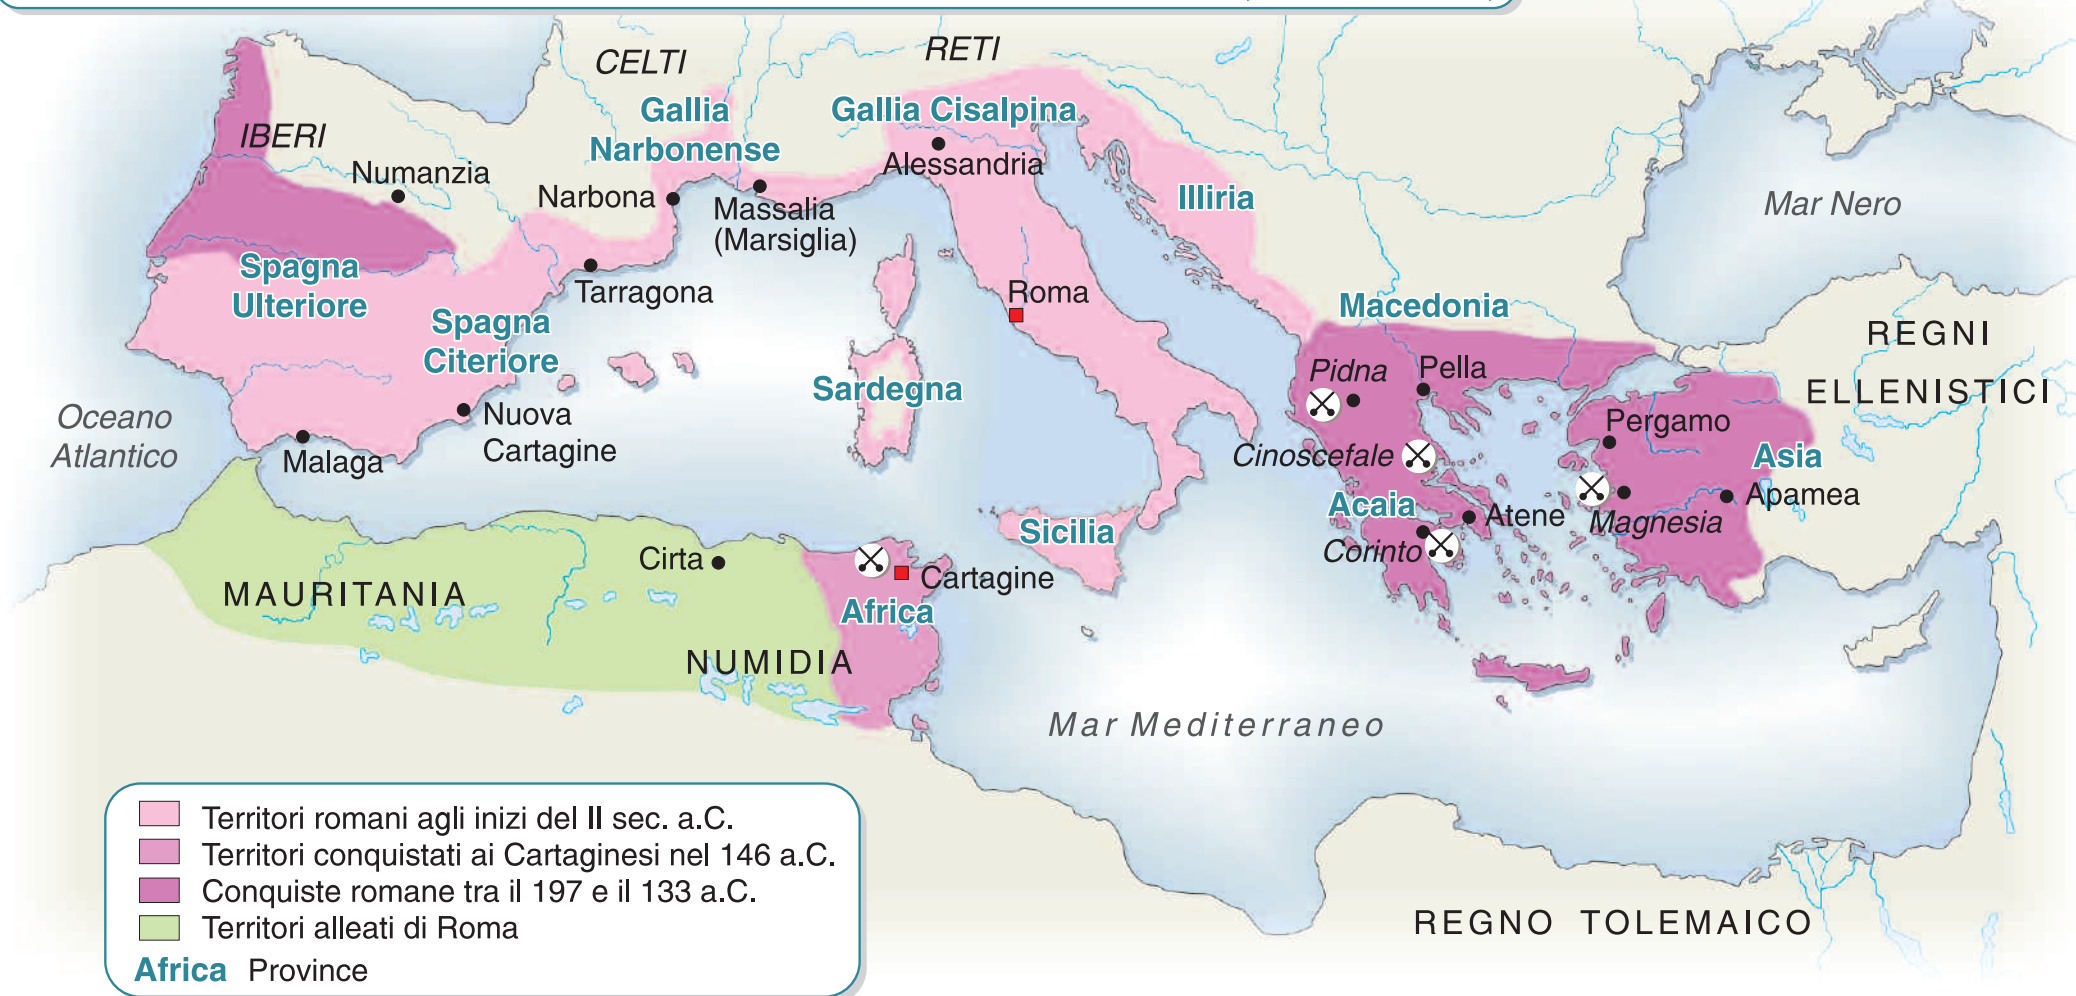 CELTI
RETI
Gallia
Narbonense
Gallia Cisalpina
IBERI
Numanzia
Narbona
Massalia
(Marsiglia)
Alessandria
Illiria
Mar Nero
Spagna
Ulteriore
Tarragona
Roma
Spagna
Citeriore
Macedonia
REGNI
ELLENISTICI
Pidna
Pella
Sardegna
Oceano
Atlantico
Nuova
Cartagine
Malaga
Pergamo
Cinoscefale
Asia
Apamea
Acaia
Atene
Magnesia
Corinto
Sicilia
Cirta
Cartagine
MAURITANIA
Africa
NUMIDIA
Mar Mediterraneo
REGNO TOLEMAICO
Territori romani agli inizi del II sec. a.C.
Territori conquistati ai Cartaginesi nel 146 a.C.
Conquiste romane tra il 197 e il 133 a.C.
Territori alleati di Roma
Africa Province